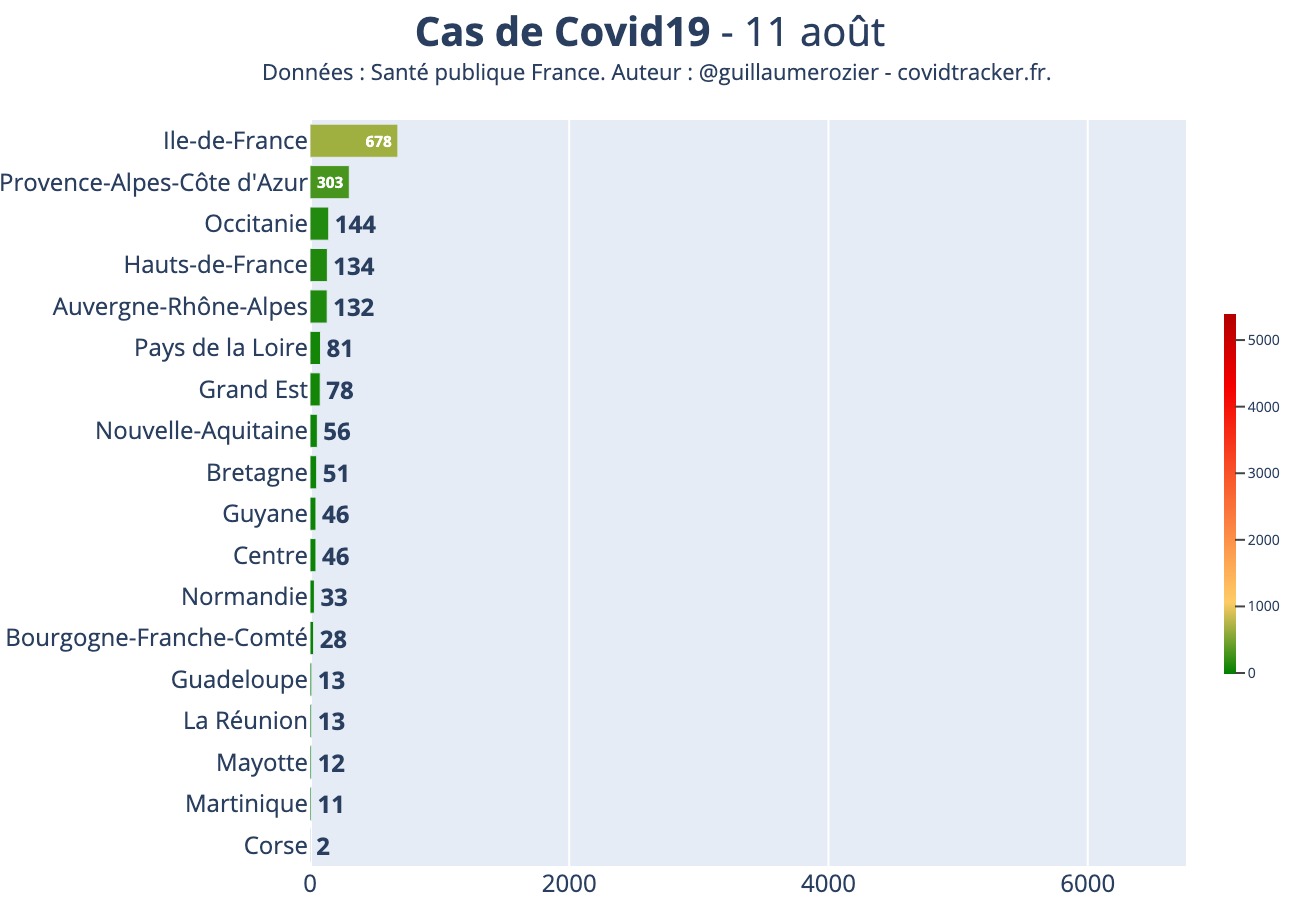 Cas de Covid19 - 11 août
Données : Santé publique France. Auteur : @guillaumerozier - covidtracker.fr.
Ile-de-France 678
Provence-Alpes-Côte d'Azur 303
Occitanie 144
Hauts-de-France 134
Auvergne-Rhône-Alpes 132
Pays de la Loire 81
Grand Est 78
Nouvelle-Aquitaine 56
Bretagne 51
Guyane 46
Centre 46
Normandie 33
Bourgogne-Franche-Comté 28
Guadeloupe 13
La Réunion 13
Mayotte 12
Martinique 11
Corse 2
0 2000 4000 6000
5000
4000
3000
2000
1000
0